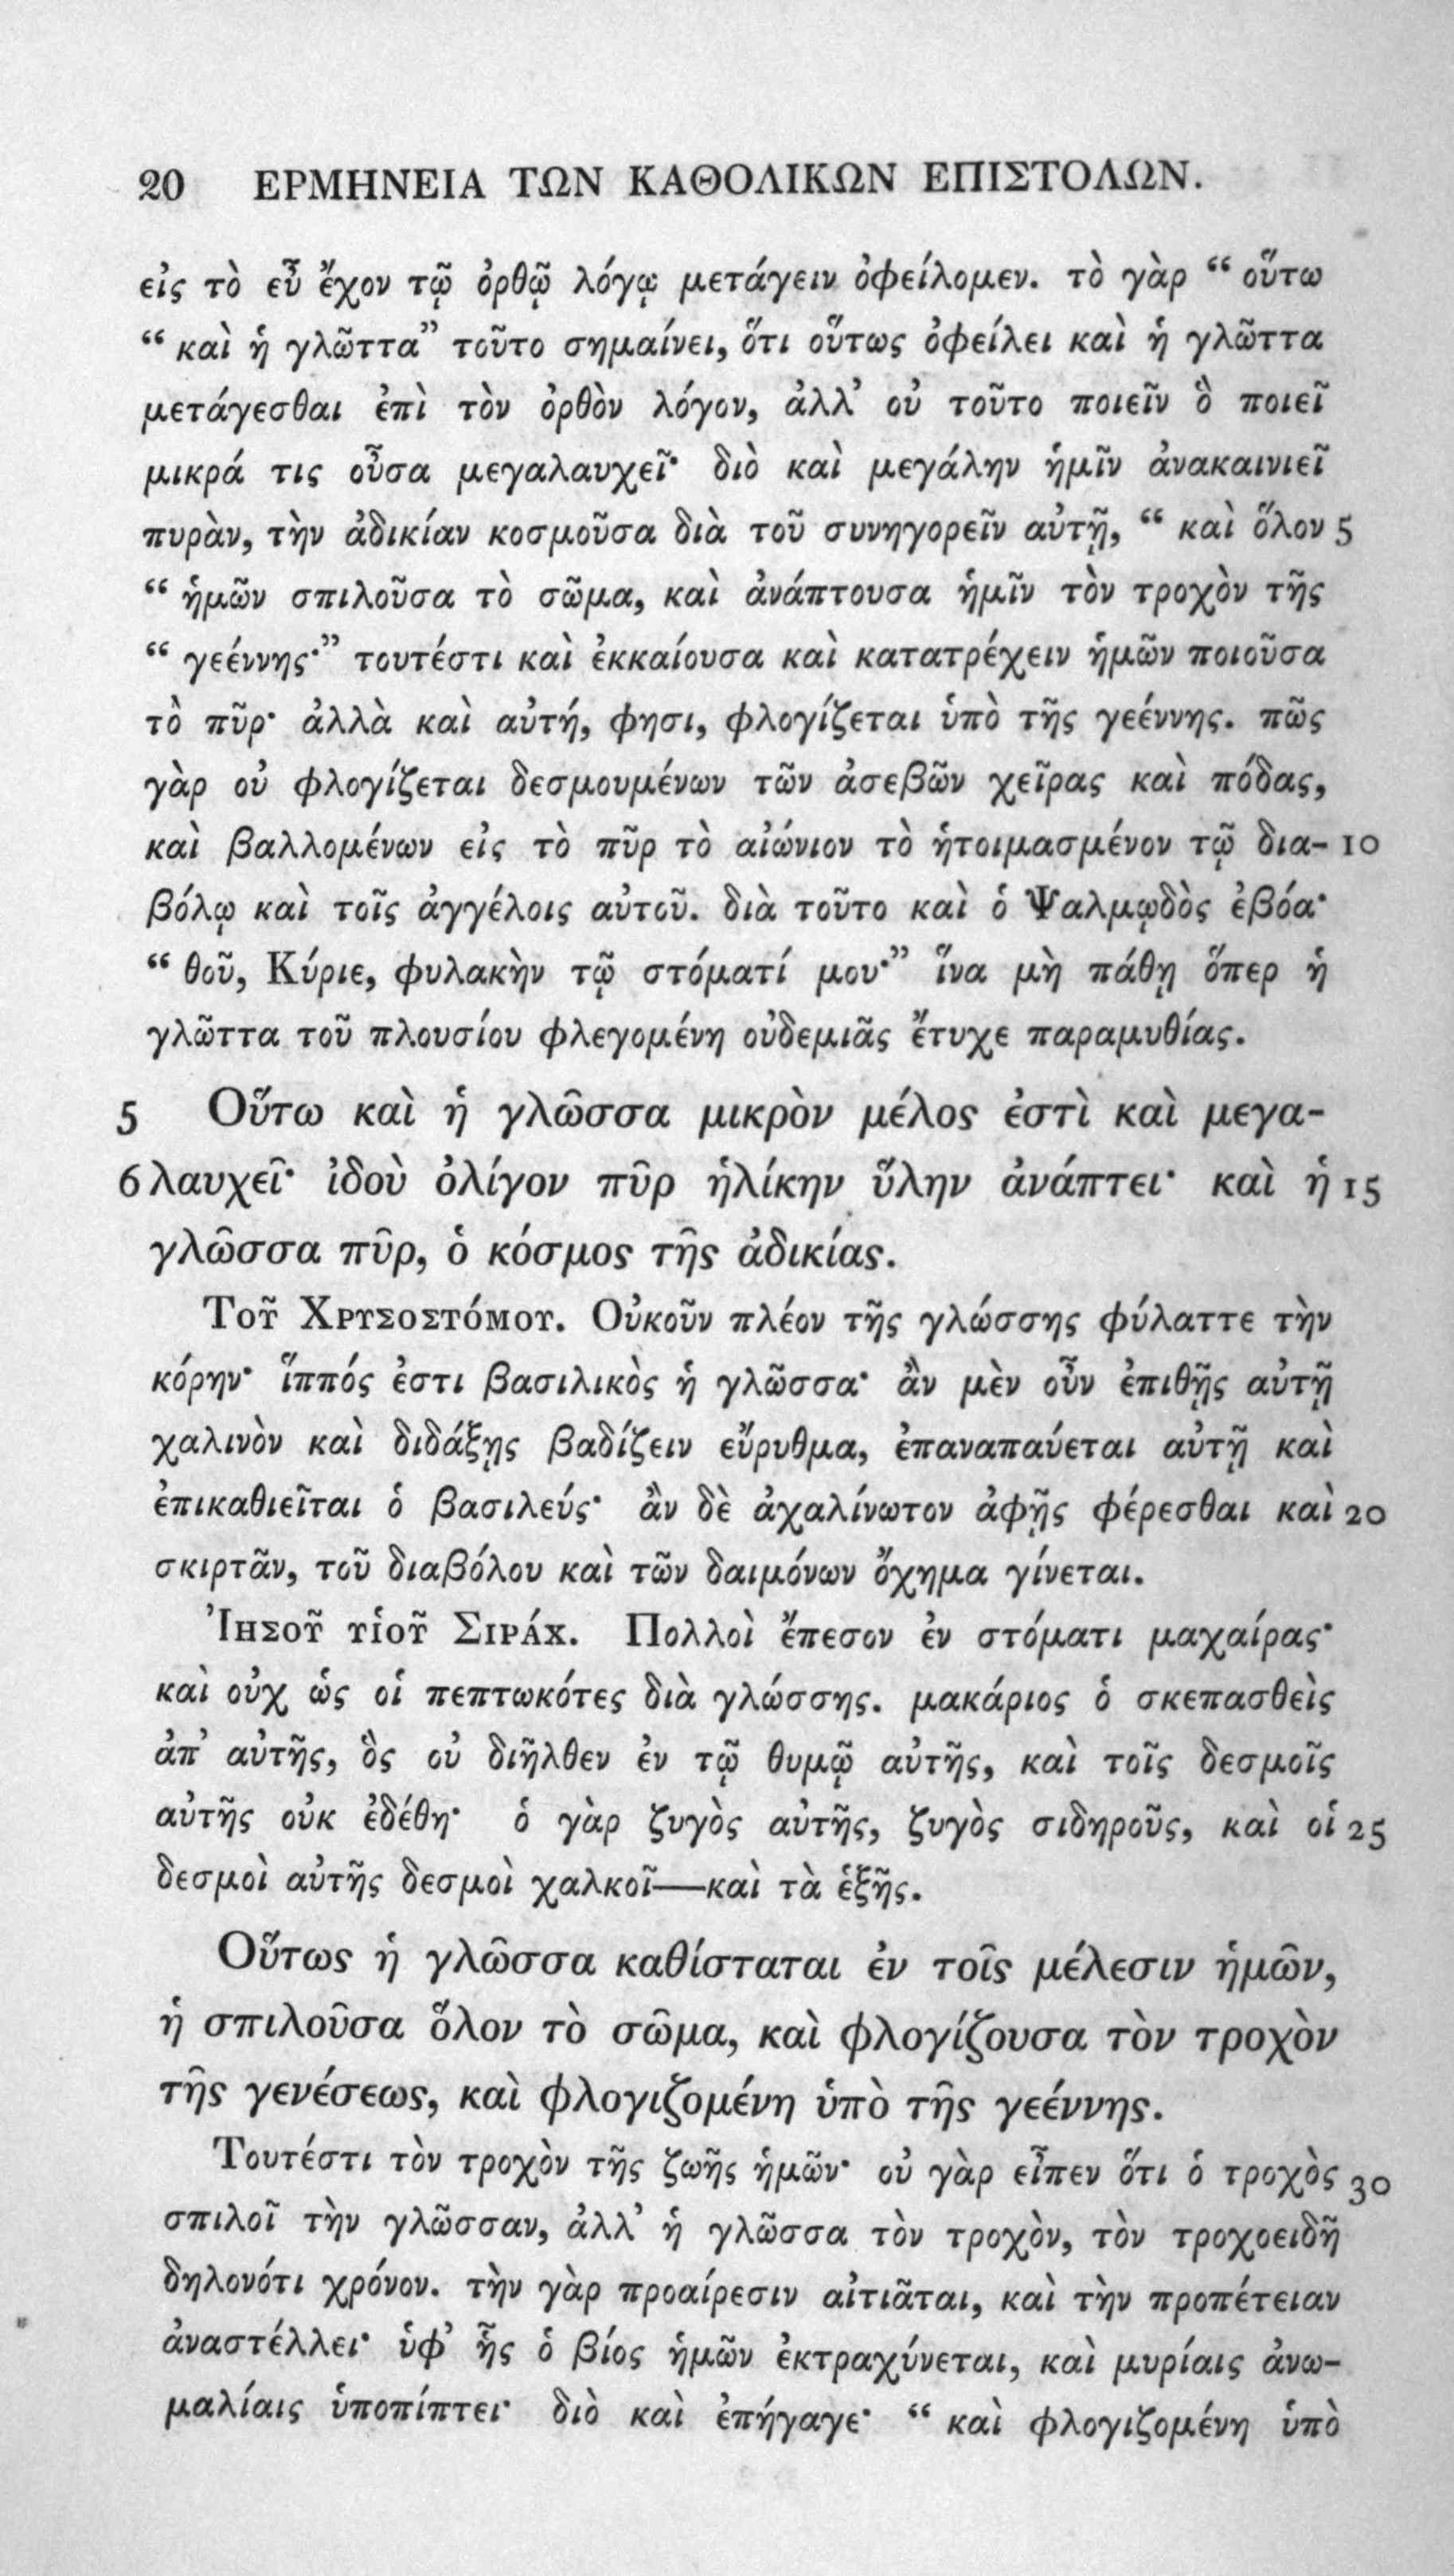 20 ΕΡΜΗΝΕΙΑ ΤΩΝ ΚΑΘΟΛΙΚΩΝ ΕΠΙΣΤΟΛΩΝ.
εἰς τὸ εὖ ἔχον τῷ ὀρθῷ λόγῳ μετάγειν ὀφείλομεν. τὸ γὰρ “ οὕτω
“ καὶ ἡ γλῶττα” τοῦτο σημαίνει, ὅτι οὕτως ὀφείλει καὶ ἡ γλῶττα
μετάγεσθαι ἐπὶ τὸν ὀρθὸν λόγον, ἀλλ’ οὐ τοῦτο ποιεῖν ὃ ποιεῖ
μικρά τις οὖσα μεγαλαυχεῖ· διὸ καὶ μεγάλην ἡμῖν ἀνακαινιεῖ
πυρὰν, τὴν ἀδικίαν κοσμοῦσα διὰ τοῦ συνηγορεῖν αὐτῇ, “ καὶ ὅλον 5
“ ἡμῶν σπιλοῦσα τὸ σῶμα, καὶ ἀνάπτουσα ἡμῖν τὸν τροχὸν τῆς
“ γεέννης·” τουτέστι καὶ ἐκκαίουσα καὶ κατατρέχειν ἡμῶν ποιοῦσα
τὸ πῦρ· ἀλλὰ καὶ αὐτή, φησι, φλογίζεται ὑπὸ τῆς γεέννης. πῶς
γὰρ οὐ φλογίζεται δεσμουμένων τῶν ἀσεβῶν χεῖρας καὶ πόδας,
καὶ βαλλομένων εἰς τὸ πῦρ τὸ αἰώνιον τὸ ἡτοιμασμένον τῷ δια- 10
βόλῳ καὶ τοῖς ἀγγέλοις αὐτοῦ. διὰ τοῦτο καὶ ὁ Ψαλμῳδὸς ἐβόα·
“ θοῦ, Κύριε, φυλακὴν τῷ στόματί μου·” ἵνα μὴ πάθῃ ὅπερ ἡ
γλῶττα τοῦ πλουσίου φλεγομένη οὐδεμιᾶς ἔτυχε παραμυθίας.
5 Οὕτω καὶ ἡ γλῶσσα μικρὸν μέλος ἐστὶ καὶ μεγα-
6 λαυχεῖ· ἰδοὺ ὀλίγον πῦρ ἡλίκην ὕλην ἀνάπτει· καὶ ἡ 15
γλῶσσα πῦρ, ὁ κόσμος τῆς ἀδικίας.
Τοῦ Χρυσοστόμου. Οὐκοῦν πλέον τῆς γλώσσης φύλαττε τὴν
κόρην· ἵππός ἐστι βασιλικὸς ἡ γλῶσσα· ἂν μὲν οὖν ἐπιθῇς αὐτῇ
χαλινὸν καὶ διδάξῃς βαδίζειν εὔρυθμα, ἐπαναπαύεται αὐτῇ καὶ
ἐπικαθιεῖται ὁ βασιλεύς· ἂν δὲ ἀχαλίνωτον ἀφῇς φέρεσθαι καὶ 20
σκιρτᾶν, τοῦ διαβόλου καὶ τῶν δαιμόνων ὄχημα γίνεται.
Ἰησοῦ υἱοῦ Σιράχ. Πολλοὶ ἔπεσον ἐν στόματι μαχαίρας·
καὶ οὐχ ὡς οἱ πεπτωκότες διὰ γλώσσης. μακάριος ὁ σκεπασθεὶς
ἀπ’ αὐτῆς, ὃς οὐ διῆλθεν ἐν τῷ θυμῷ αὐτῆς, καὶ τοῖς δεσμοῖς
αὐτῆς οὐκ ἐδέθη· ὁ γὰρ ζυγὸς αὐτῆς, ζυγὸς σιδηροῦς, καὶ οἱ 25
δεσμοὶ αὐτῆς δεσμοὶ χαλκοῖ—καὶ τὰ ἑξῆς.
Οὕτως ἡ γλῶσσα καθίσταται ἐν τοῖς μέλεσιν ἡμῶν,
ἡ σπιλοῦσα ὅλον τὸ σῶμα, καὶ φλογίζουσα τὸν τροχὸν
τῆς γενέσεως, καὶ φλογιζομένη ὑπὸ τῆς γεέννης.
Τουτέστι τὸν τροχὸν τῆς ζωῆς ἡμῶν· οὐ γὰρ εἶπεν ὅτι ὁ τροχὸς 30
σπιλοῖ τὴν γλῶσσαν, ἀλλ’ ἡ γλῶσσα τὸν τροχὸν, τὸν τροχοειδῆ
δηλονότι χρόνον. τὴν γὰρ προαίρεσιν αἰτιᾶται, καὶ τὴν προπέτειαν
ἀναστέλλει· ὑφ’ ἧς ὁ βίος ἡμῶν ἐκτραχύνεται, καὶ μυρίαις ἀνω-
μαλίαις ὑποπίπτει· διὸ καὶ ἐπήγαγε· “ καὶ φλογιζομένη ὑπὸ